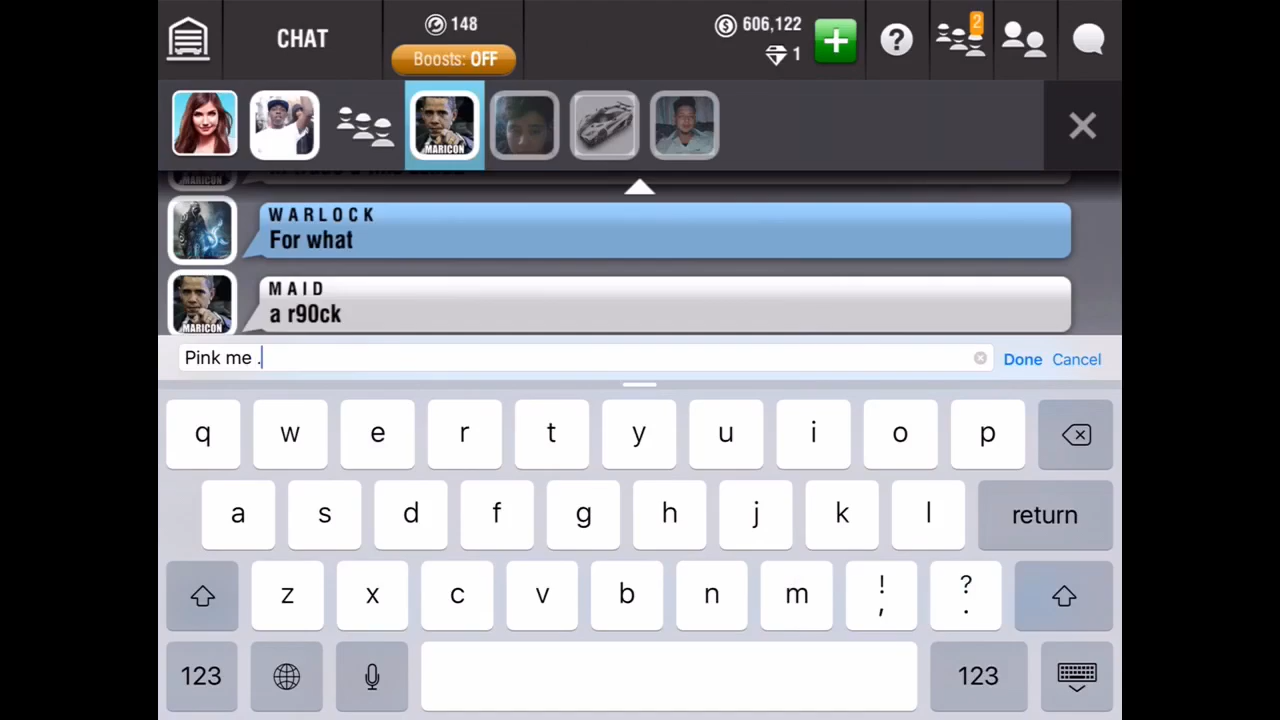 CHAT
148
Boosts: OFF
606,122
1
2
MARICON
WARLOCK
For what
MAID
a r90ck
MARICON
Pink me .
Done Cancel
q w e r t y u i o p
a s d f g h j k l return
z x c v b n m ! , ? .
123 123